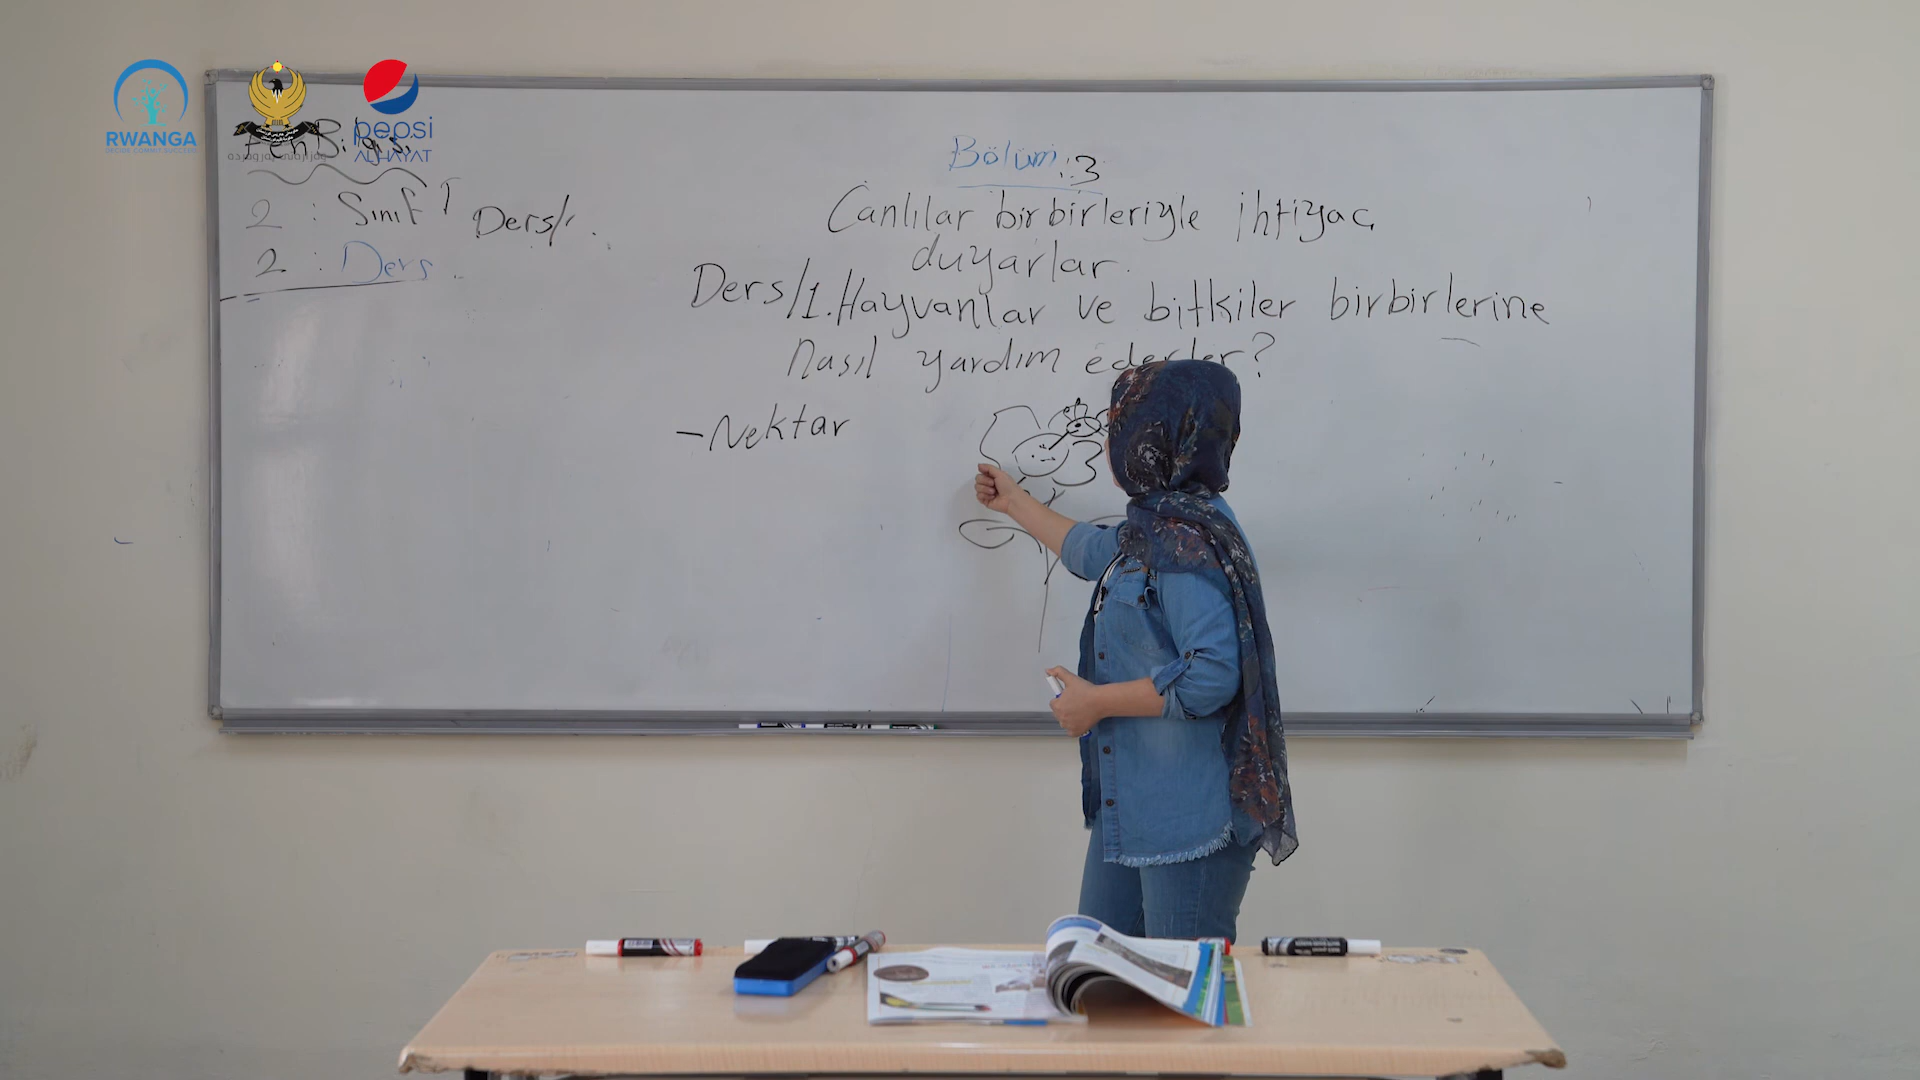 RWANGA
pepsi
ALHAYAT
Fen Bilgisi
2 : Sınıf
Ders/1.
2 : Ders.
Bölüm:3
Canlılar birbirleriyle ihtiyaç
duyarlar.
Ders/1.Hayvanlar ve bitkiler birbirlerine
nasıl yardım ederler?
-Nektar